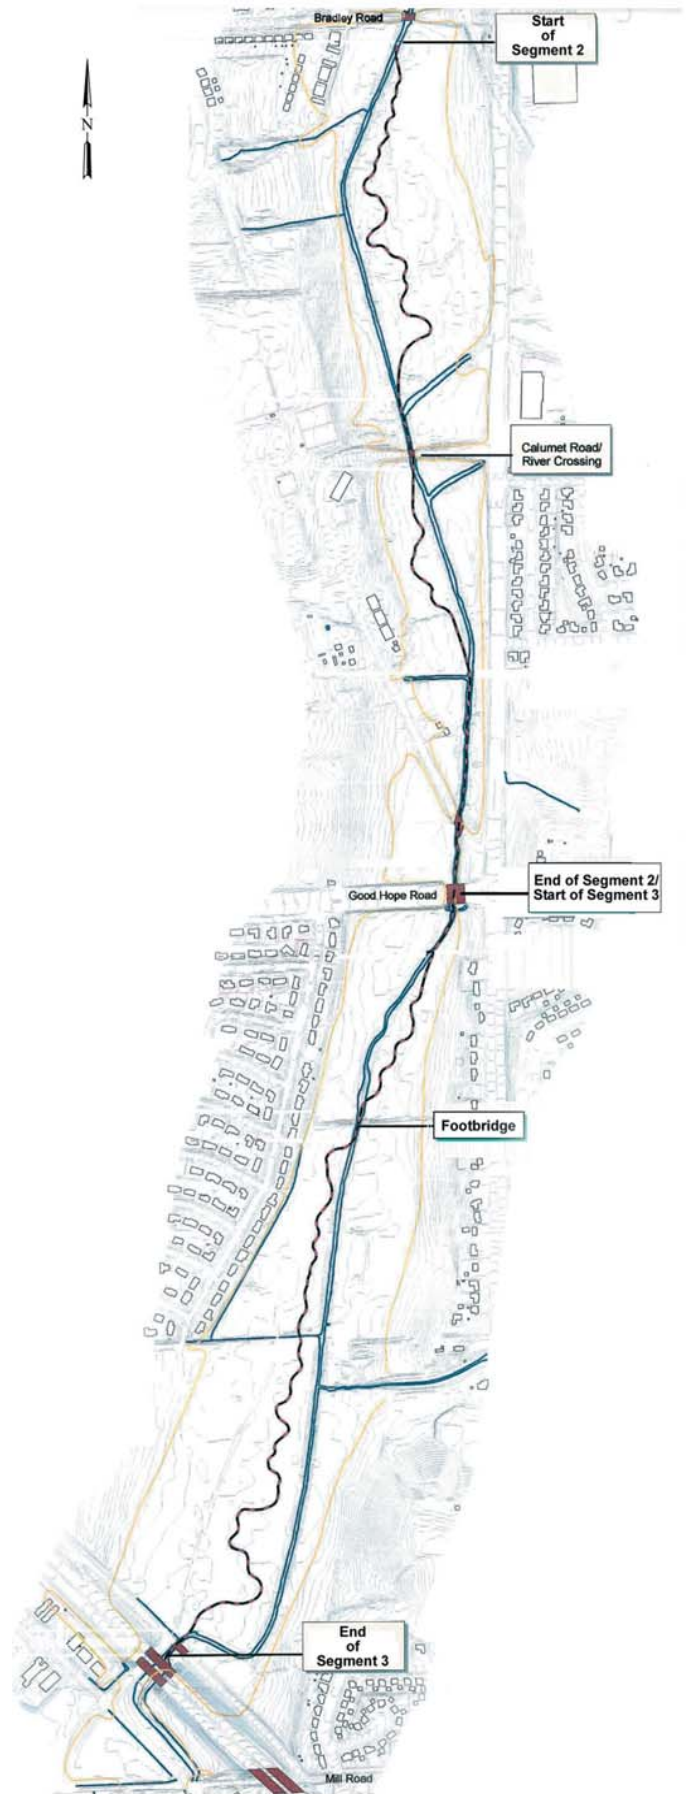 Bradley Road
Start
of
Segment 2
N
Calumet Road/
River Crossing
End of Segment 2/
Start of Segment 3
Good Hope Road
Footbridge
End
of
Segment 3
Mill Road